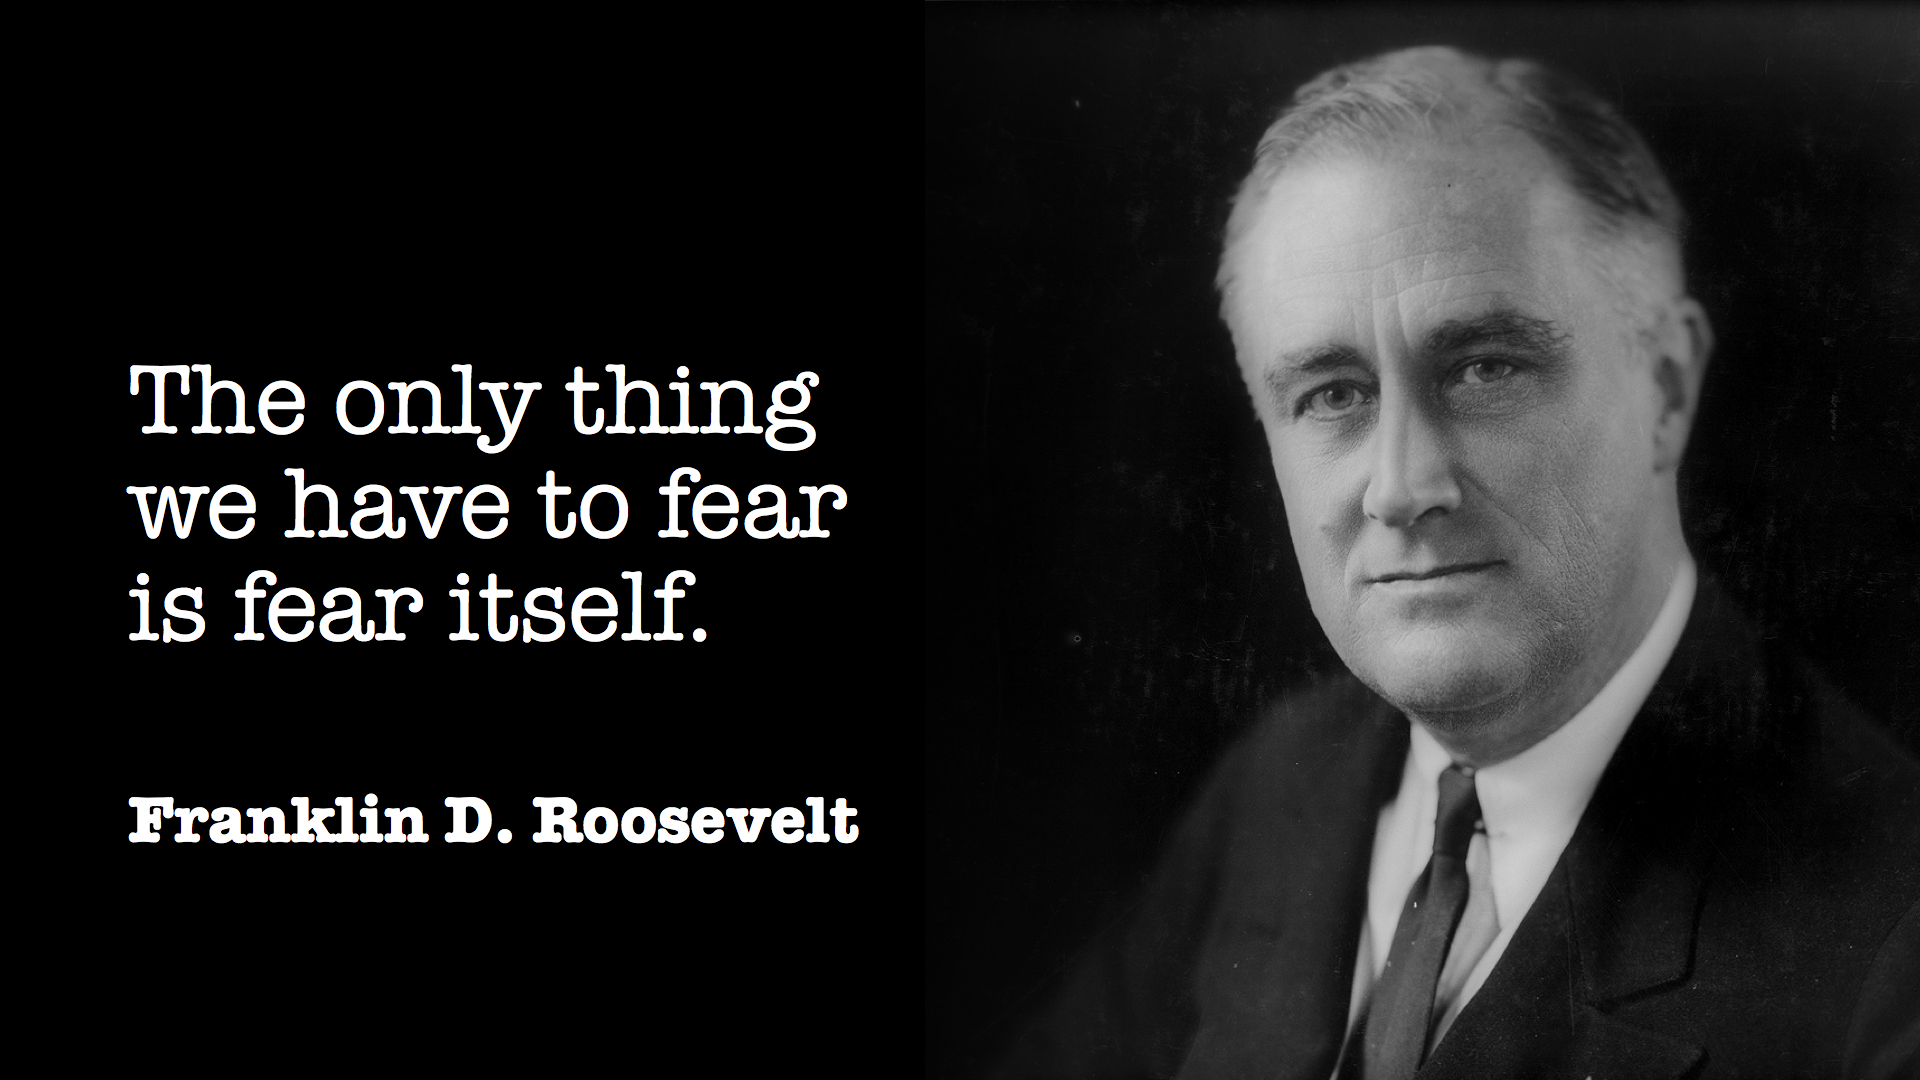 The only thing
we have to fear
is fear itself.
Franklin D. Roosevelt